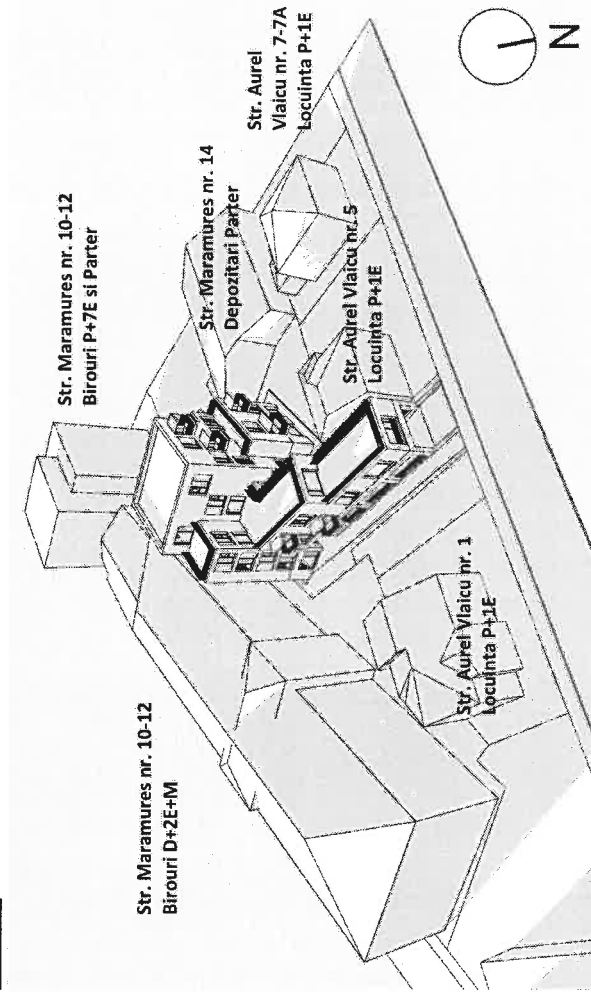 Str. Maramures nr. 10-12
Birouri P+7E si Parter
Str. Aurel
Vlaicu nr. 7-7A
Locuinta P+1E
Str. Maramures nr. 14
Depozitari Parter
Str. Aurel Vlaicu nr. 5
Locuinta P+1E
Str. Maramures nr. 10-12
Birouri D+2E+M
Str. Aurel Vlaicu nr. 1
Locuinta P+1E
N